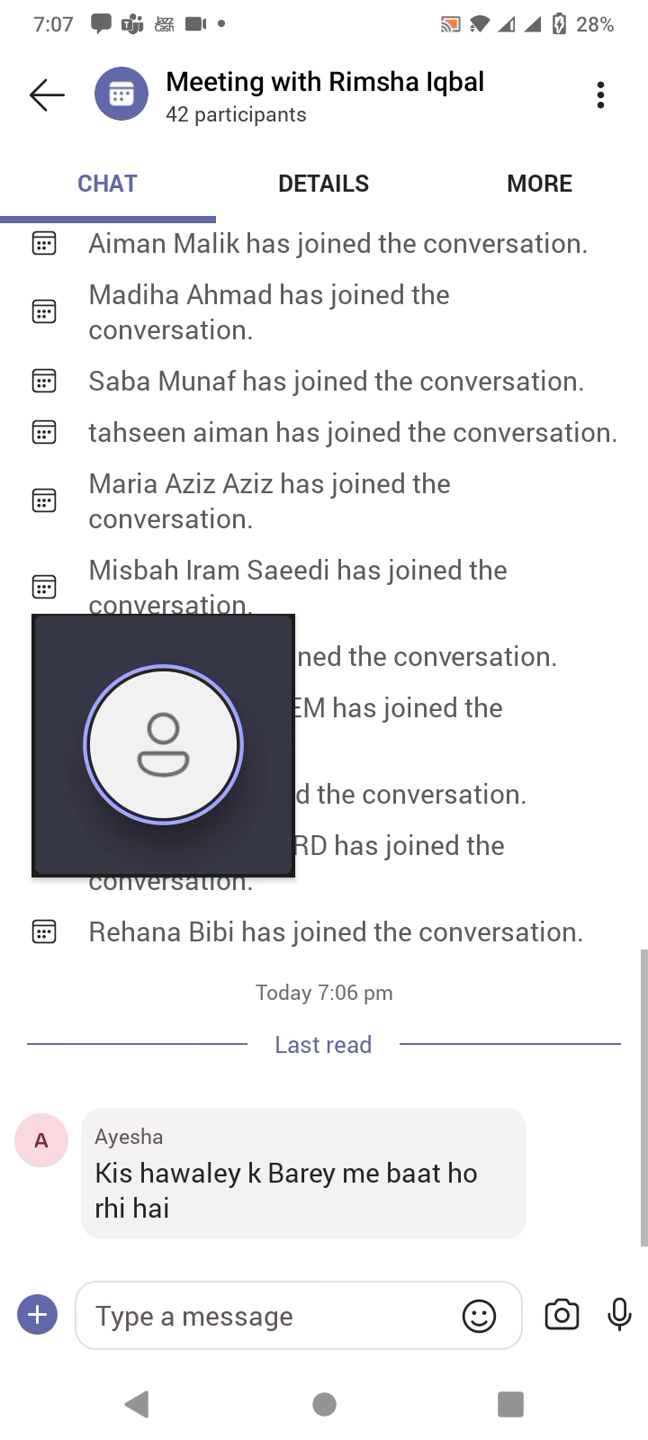 7:07
28%
Meeting with Rimsha Iqbal
42 participants
CHAT
DETAILS
MORE
Aiman Malik has joined the conversation.
Madiha Ahmad has joined the
conversation.
Saba Munaf has joined the conversation.
tahseen aiman has joined the conversation.
Maria Aziz Aziz has joined the
conversation.
Misbah Iram Saeedi has joined the
conversation.
the conversation.
has joined the
the conversation.
has joined the
conversation.
Rehana Bibi has joined the conversation.
Today 7:06 pm
Last read
A
Ayesha
Kis hawaley k Barey me baat ho
rhi hai
Type a message